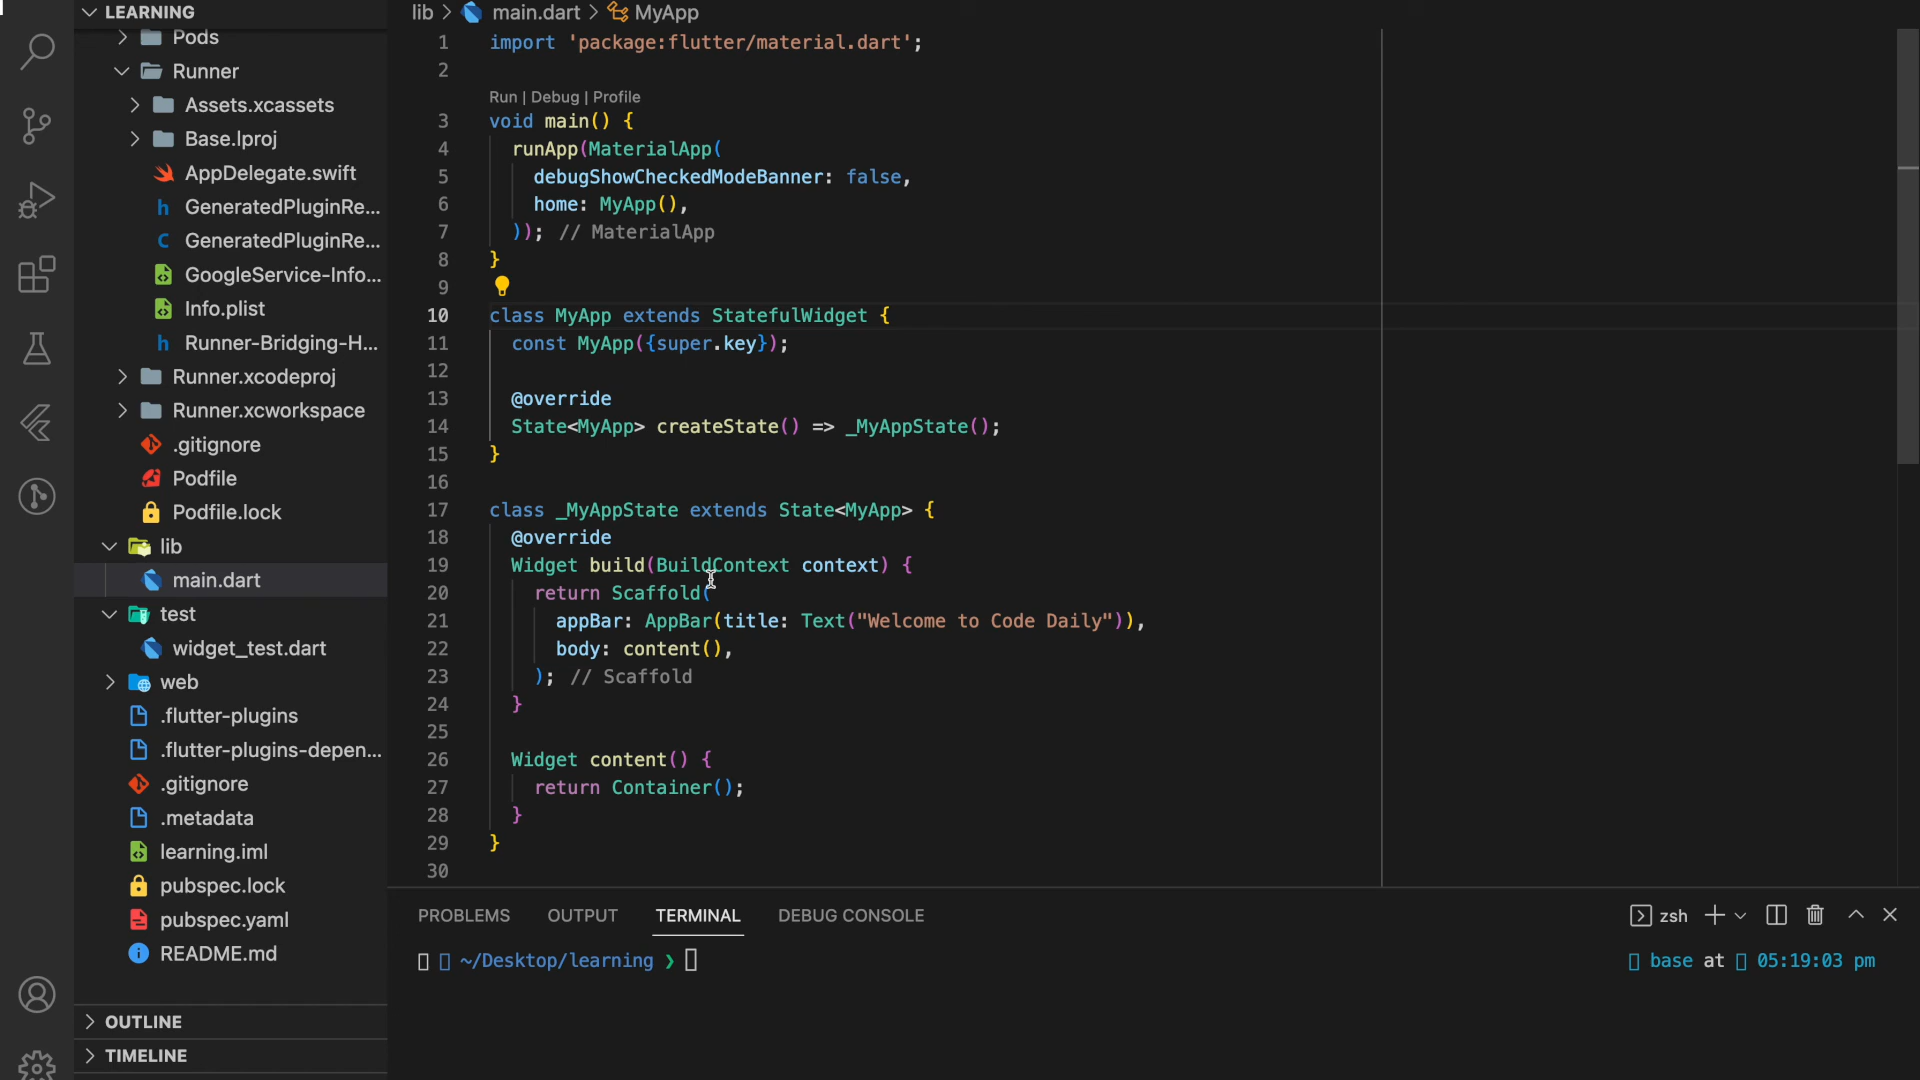 LEARNING
Pods
Runner
Assets.xcassets
Base.lproj
AppDelegate.swift
GeneratedPluginRe...
GeneratedPluginRe...
GoogleService-Info...
Info.plist
Runner-Bridging-H...
Runner.xcodeproj
Runner.xcworkspace
.gitignore
Podfile
Podfile.lock
lib
main.dart
test
widget_test.dart
web
.flutter-plugins
.flutter-plugins-depen...
.gitignore
.metadata
learning.iml
pubspec.lock
pubspec.yaml
README.md
OUTLINE
TIMELINE
lib > main.dart > MyApp
1 import 'package:flutter/material.dart';
2
Run | Debug | Profile
3 void main() {
4 runApp(MaterialApp(
5 debugShowCheckedModeBanner: false,
6 home: MyApp(),
7 )); // MaterialApp
8 }
9
10 class MyApp extends StatefulWidget {
11 const MyApp({super.key});
12
13 @override
14 State<MyApp> createState() => _MyAppState();
15 }
16
17 class _MyAppState extends State<MyApp> {
18 @override
19 Widget build(BuildContext context) {
20 return Scaffold(
21 appBar: AppBar(title: Text("Welcome to Code Daily")),
22 body: content(),
23 ); // Scaffold
24 }
25
26 Widget content() {
27 return Container();
28 }
29 }
30
PROBLEMS OUTPUT TERMINAL DEBUG CONSOLE zsh
~/Desktop/learning ❯ base at 05:19:03 pm